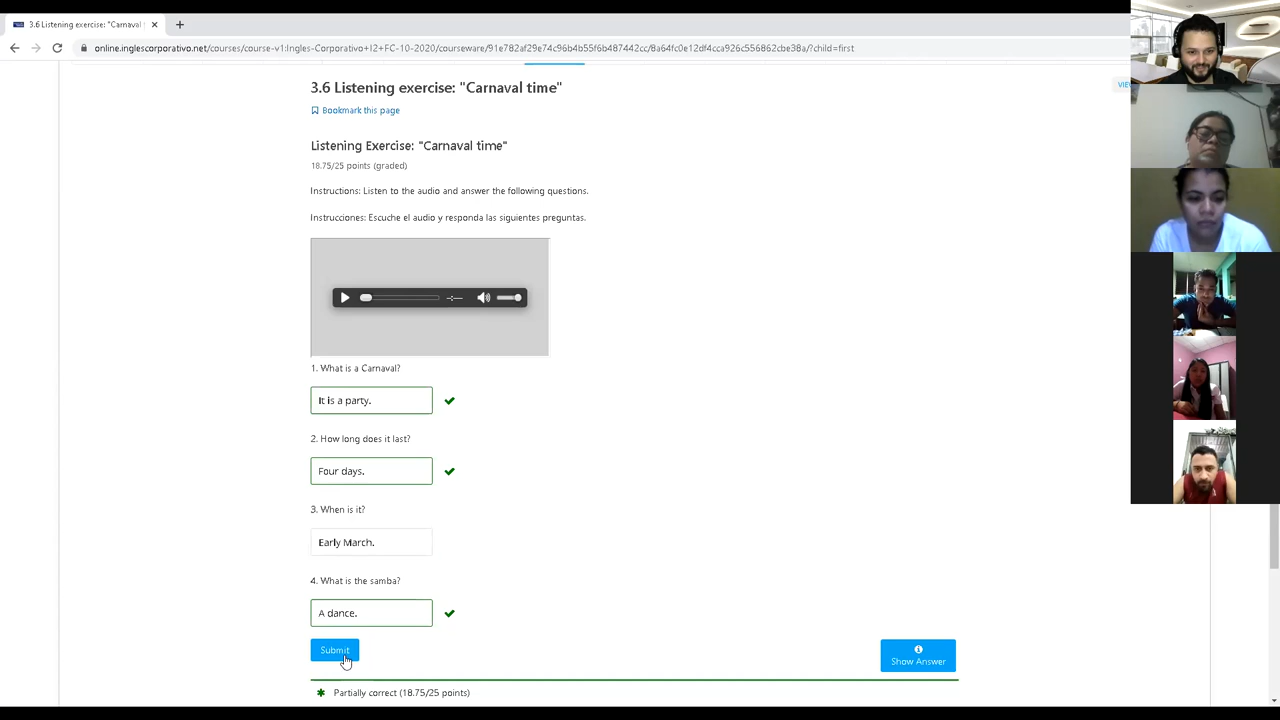 3.6 Listening exercise: "Carnaval
online.inglescorporativo.net/courses/course-v1:Ingles-Corporativo+I2+FC-10-2020/courseware/91e782af29e74c96b4b55f6b487442cc/8a64fc0e12df4cca926c556862cbe38a/?child=first
3.6 Listening exercise: "Carnaval time"
VIE
Bookmark this page
Listening Exercise: "Carnaval time"
18.75/25 points (graded)
Instructions: Listen to the audio and answer the following questions.
Instrucciones: Escuche el audio y responda las siguientes preguntas.
1. What is a Carnaval?
It is a party.
2. How long does it last?
Four days.
3. When is it?
Early March.
4. What is the samba?
A dance.
Submit
Show Answer
Partially correct (18.75/25 points)